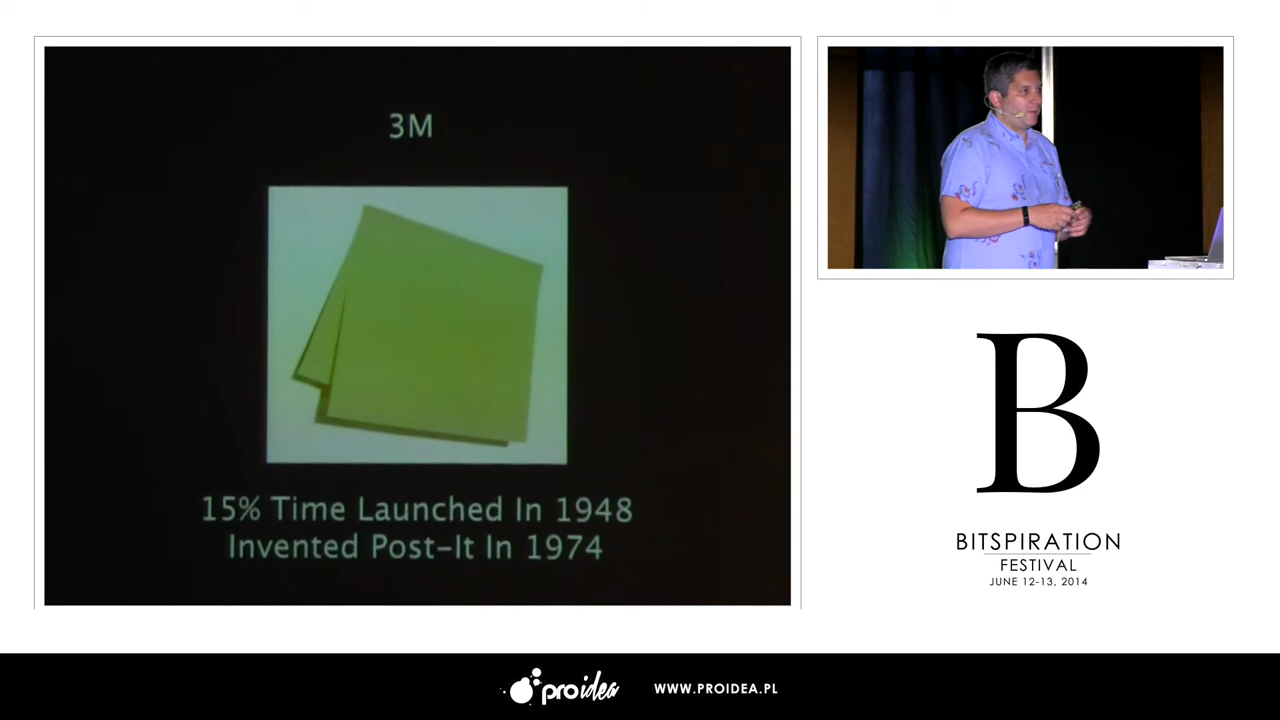 3M
15% Time Launched In 1948
Invented Post-It In 1974
B
BITSPIRATION
FESTIVAL
JUNE 12-13, 2014
proidea WWW.PROIDEA.PL